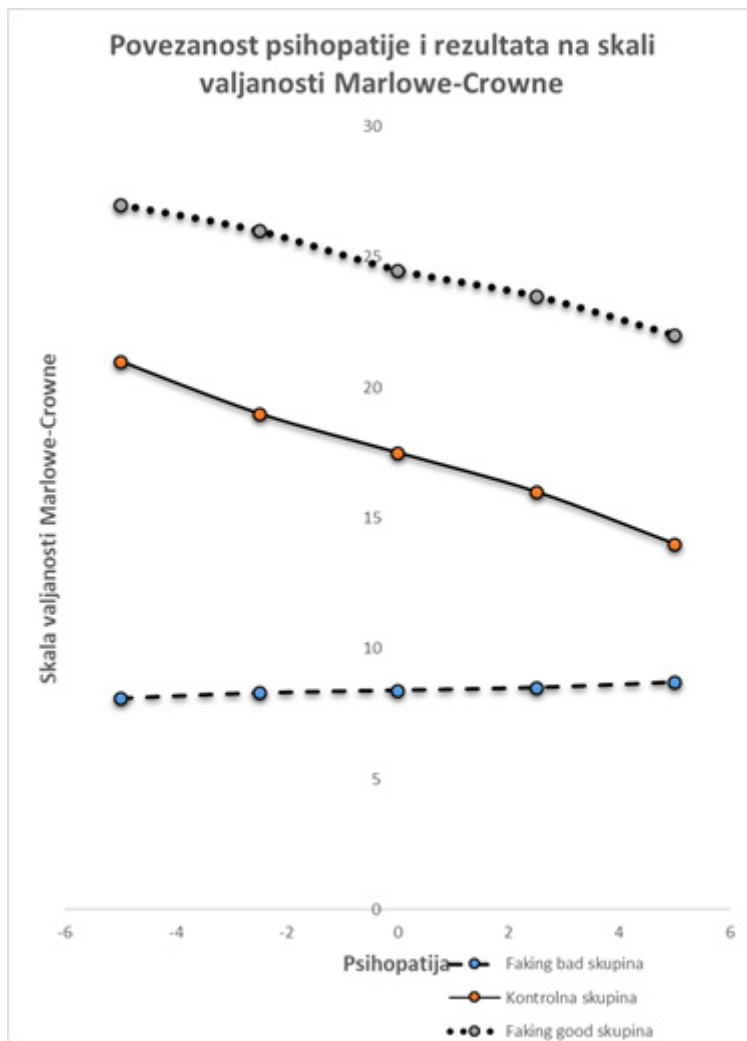 Povezanost psihopatije i rezultata na skali
valjanosti Marlowe-Crowne
30
25
20
15
10
5
0
Skala valjanosti Marlowe-Crowne
-6
-4
-2
0
2
4
6
Psihopatija
Faking bad skupina
Kontrolna skupina
Faking good skupina